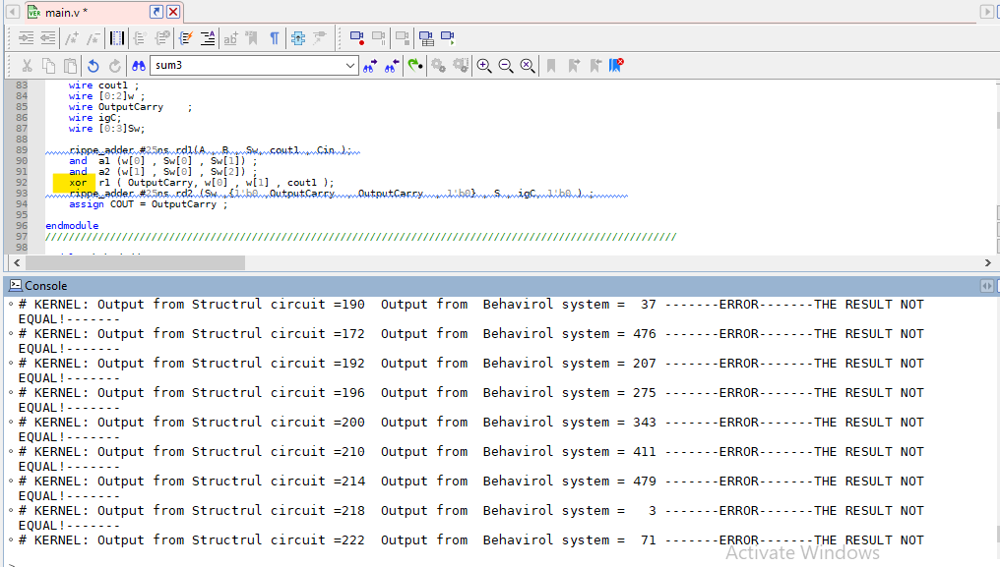 main.v *
sum3
83 wire cout1 ;
84 wire [0:2]w ;
85 wire OutputCarry ;
86 wire igC;
87 wire [0:3]Sw;
88
89 rippe_adder #25ns rd1(A , B , Sw, cout1 , Cin );
90 and a1 (w[0] , Sw[0] , Sw[1]) ;
91 and a2 (w[1] , Sw[0] , Sw[2]) ;
92 xor r1 ( OutputCarry, w[0] , w[1] , cout1 );
93 rippe_adder #25ns rd2 (Sw ,{1'b0 ,OutputCarry , OutputCarry , 1'b0} , S , igC, 1'b0 ) ;
94 assign COUT = OutputCarry ;
95
96 endmodule
97 ///////////////////////////////////////////////////////////////////////////////////////////////////////////
98
Console
# KERNEL: Output from Structrul circuit =190 Output from Behavirol system = 37 -------ERROR-------THE RESULT NOT
EQUAL!-------
# KERNEL: Output from Structrul circuit =172 Output from Behavirol system = 476 -------ERROR-------THE RESULT NOT
EQUAL!-------
# KERNEL: Output from Structrul circuit =192 Output from Behavirol system = 207 -------ERROR-------THE RESULT NOT
EQUAL!-------
# KERNEL: Output from Structrul circuit =196 Output from Behavirol system = 275 -------ERROR-------THE RESULT NOT
EQUAL!-------
# KERNEL: Output from Structrul circuit =200 Output from Behavirol system = 343 -------ERROR-------THE RESULT NOT
EQUAL!-------
# KERNEL: Output from Structrul circuit =210 Output from Behavirol system = 411 -------ERROR-------THE RESULT NOT
EQUAL!-------
# KERNEL: Output from Structrul circuit =214 Output from Behavirol system = 479 -------ERROR-------THE RESULT NOT
EQUAL!-------
# KERNEL: Output from Structrul circuit =218 Output from Behavirol system = 3 -------ERROR-------THE RESULT NOT
EQUAL!-------
# KERNEL: Output from Structrul circuit =222 Output from Behavirol system = 71 -------ERROR-------THE RESULT NOT
Activate Windows